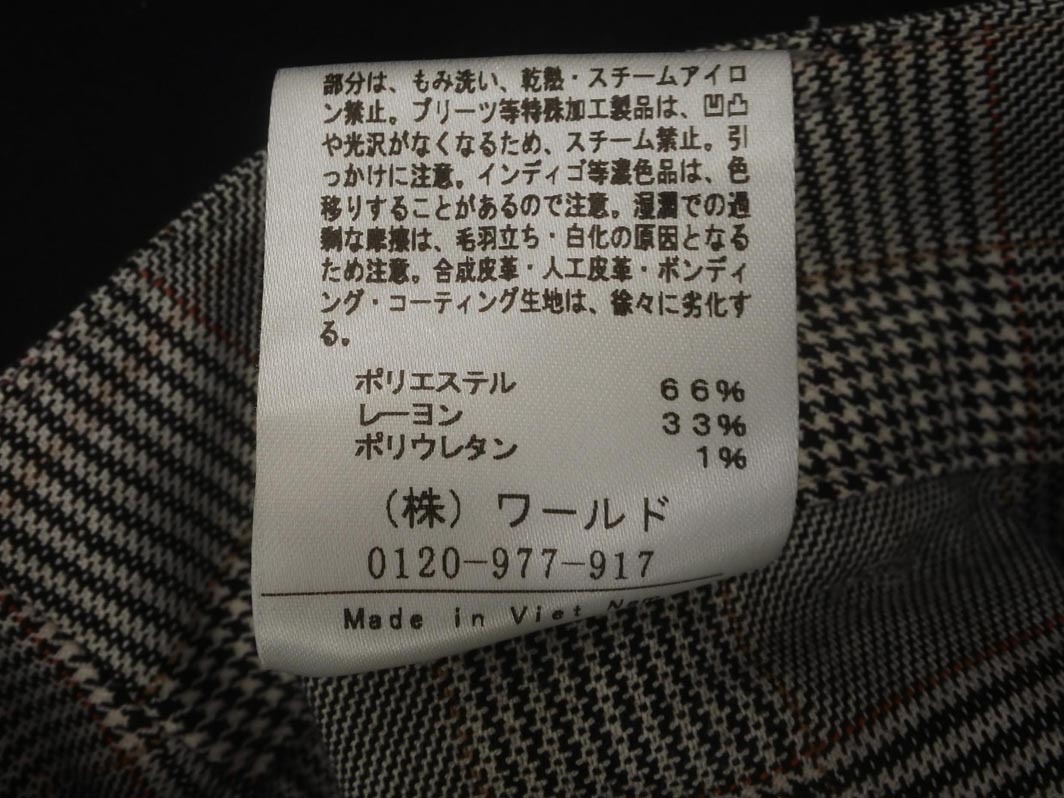 部分は、もみ洗い、乾熱・スチームアイロ
ン禁止。プリーツ等特殊加工製品は、凹凸
や光沢がなくなるため、スチーム禁止。引
っかけに注意。インディゴ等濃色品は、色
移りすることがあるので注意。湿潤での過
剰な摩擦は、毛羽立ち・白化の原因となる
ため注意。合成皮革・人工皮革・ボンディ
ング・コーティング生地は、徐々に劣化す
る。
ポリエステル 66%
レーヨン 33%
ポリウレタン 1%
(株) ワールド
0120-977-917
Made in Viet Nam